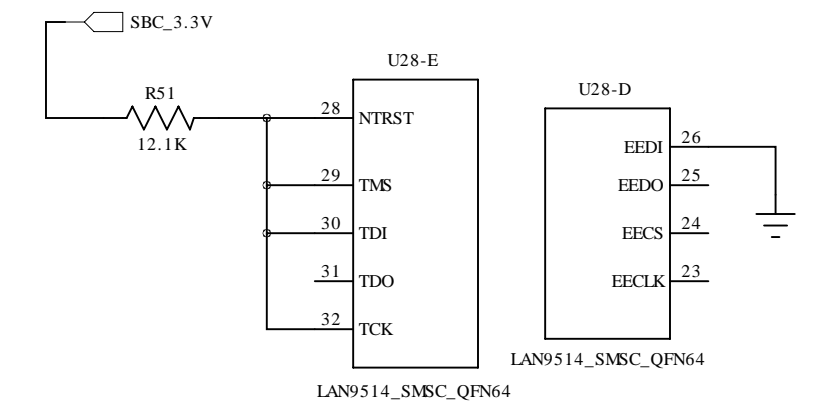 SBC_3.3V
R51
12.1K
U28-E
28 NTRST
29 TMS
30 TDI
31 TDO
32 TCK
LAN9514_SMSC_QFN64
U28-D
EEDI 26
EEDO 25
EECS 24
EECLK 23
LAN9514_SMSC_QFN64